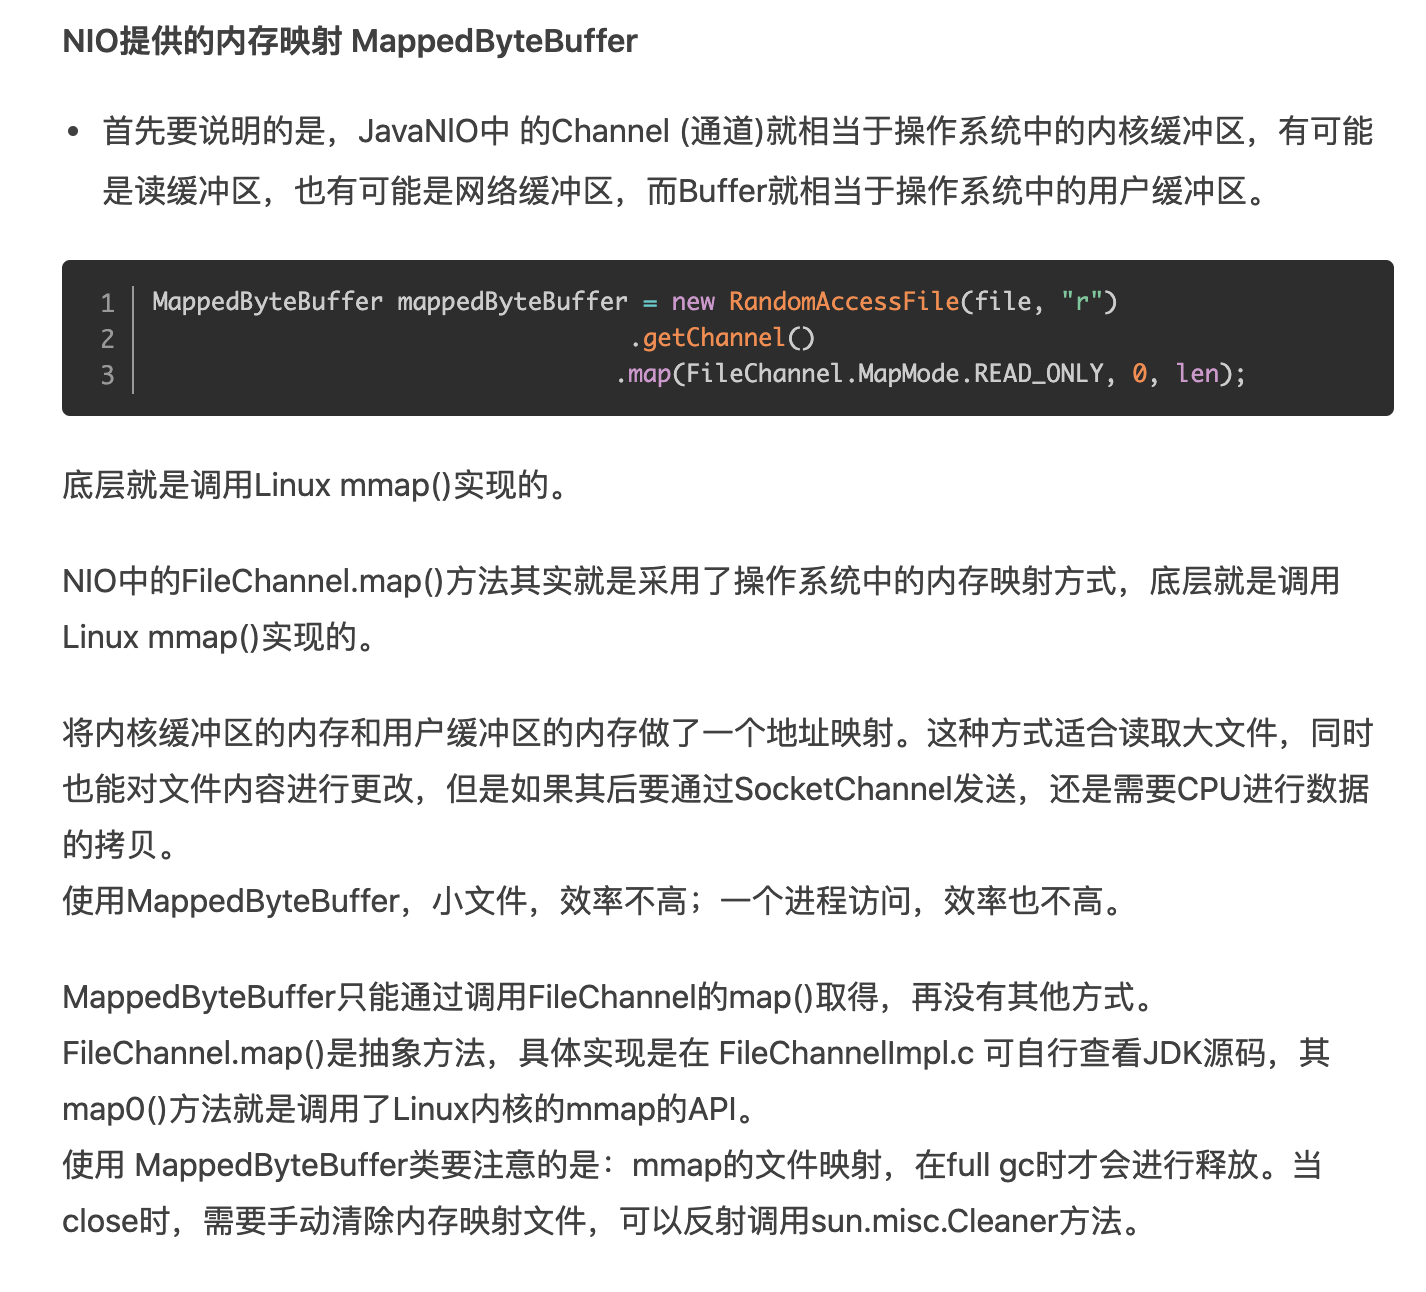 NIO提供的内存映射 MappedByteBuffer
• 首先要说明的是，JavaNIO中 的Channel (通道)就相当于操作系统中的内核缓冲区，有可能
是读缓冲区，也有可能是网络缓冲区，而Buffer就相当于操作系统中的用户缓冲区。
1 MappedByteBuffer mappedByteBuffer = new RandomAccessFile(file, "r")
2 .getChannel()
3 .map(FileChannel.MapMode.READ_ONLY, 0, len);
底层就是调用Linux mmap()实现的。
NIO中的FileChannel.map()方法其实就是采用了操作系统中的内存映射方式，底层就是调用
Linux mmap()实现的。
将内核缓冲区的内存和用户缓冲区的内存做了一个地址映射。这种方式适合读取大文件，同时
也能对文件内容进行更改，但是如果其后要通过SocketChannel发送，还是需要CPU进行数据
的拷贝。
使用MappedByteBuffer，小文件，效率不高；一个进程访问，效率也不高。
MappedByteBuffer只能通过调用FileChannel的map()取得，再没有其他方式。
FileChannel.map()是抽象方法，具体实现是在 FileChannelImpl.c 可自行查看JDK源码，其
map0()方法就是调用了Linux内核的mmap的API。
使用 MappedByteBuffer类要注意的是：mmap的文件映射，在full gc时才会进行释放。当
close时，需要手动清除内存映射文件，可以反射调用sun.misc.Cleaner方法。